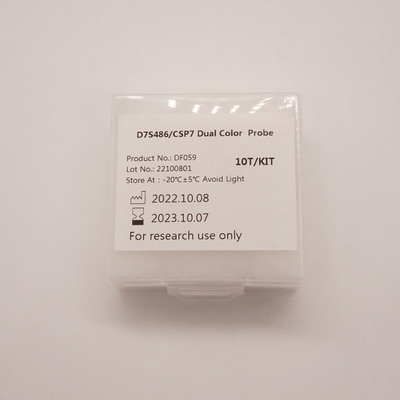 D7S486/CSP7 Dual Color Probe
Product No.: DF059
10T/KIT
Lot No.: 22100801
Store At : -20℃±5℃ Avoid Light
2022.10.08
2023.10.07
For research use only